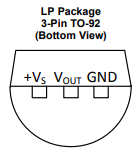 LP Package
3-Pin TO-92
(Bottom View)
+VS VOUT GND